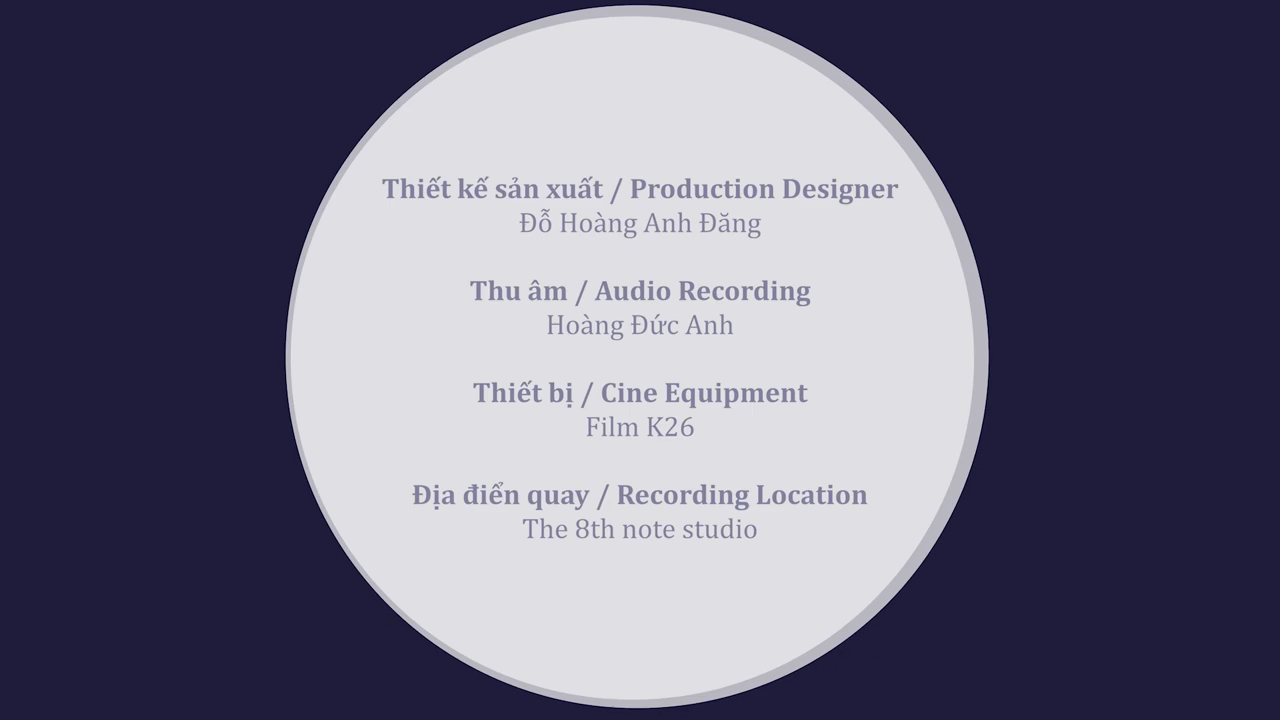 Thiết kế sản xuất / Production Designer
Đỗ Hoàng Anh Đăng
Thu âm / Audio Recording
Hoàng Đức Anh
Thiết bị / Cine Equipment
Film K26
Địa điển quay / Recording Location
The 8th note studio